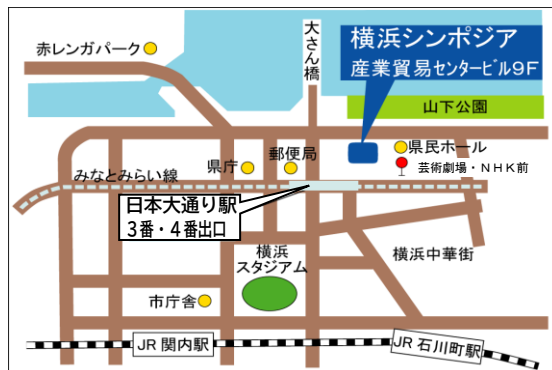 赤レンガパーク
大さん橋
横浜シンポジア
産業貿易センタービル9F
山下公園
県民ホール
郵便局
県庁
芸術劇場・NHK前
みなとみらい線
日本大通り駅
3番・4番出口
横浜
スタジアム
横浜中華街
市庁舎
JR 関内駅
JR 石川町駅